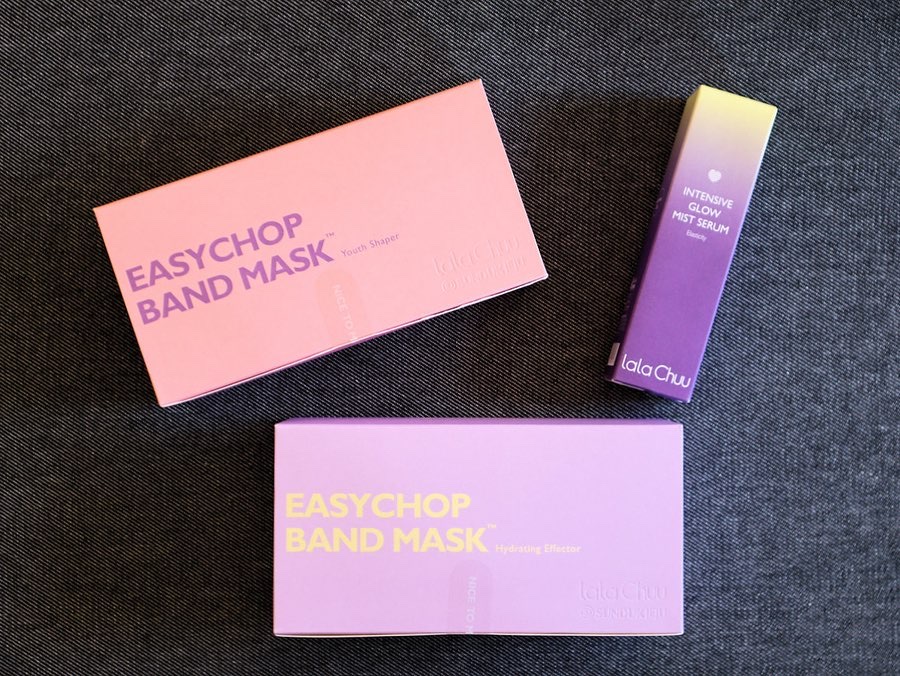 EASYCHOP
BAND MASK™ Youth Shaper
lala Chuu
NICE TO
INTENSIVE
GLOW
MIST SERUM
Elasticity
lala Chuu
EASYCHOP
BAND MASK™ Hydrating Effector
lala Chuu
NICE TO